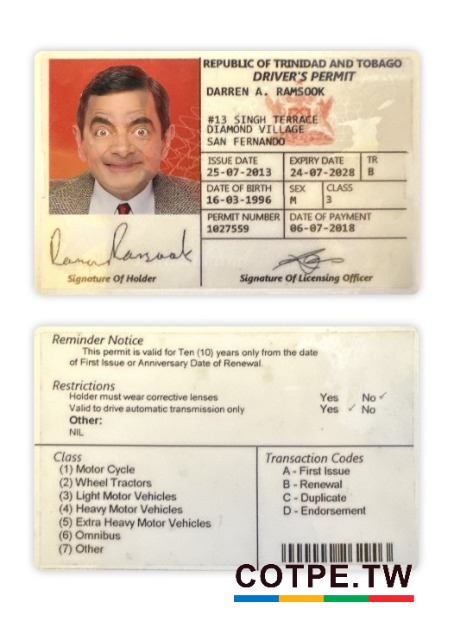 REPUBLIC OF TRINIDAD AND TOBAGO
DRIVER'S PERMIT
DARREN A. RAMSOOK
#13 SINGH TERRACE
DIAMOND VILLAGE
SAN FERNANDO
ISSUE DATE EXPIRY DATE TR
25-07-2013 24-07-2028 B
DATE OF BIRTH SEX CLASS
16-03-1996 M 3
PERMIT NUMBER DATE OF PAYMENT
1027559 06-07-2018
Signature Of Holder Signature Of Licensing Officer
Reminder Notice
This permit is valid for Ten (10) years only from the date
of First Issue or Anniversary Date of Renewal.
Restrictions
Holder must wear corrective lenses Yes No ✓
Valid to drive automatic transmission only Yes ✓ No
Other:
NIL
Class
(1) Motor Cycle
(2) Wheel Tractors
(3) Light Motor Vehicles
(4) Heavy Motor Vehicles
(5) Extra Heavy Motor Vehicles
(6) Omnibus
(7) Other
Transaction Codes
A - First Issue
B - Renewal
C - Duplicate
D - Endorsement
COTPE.TW